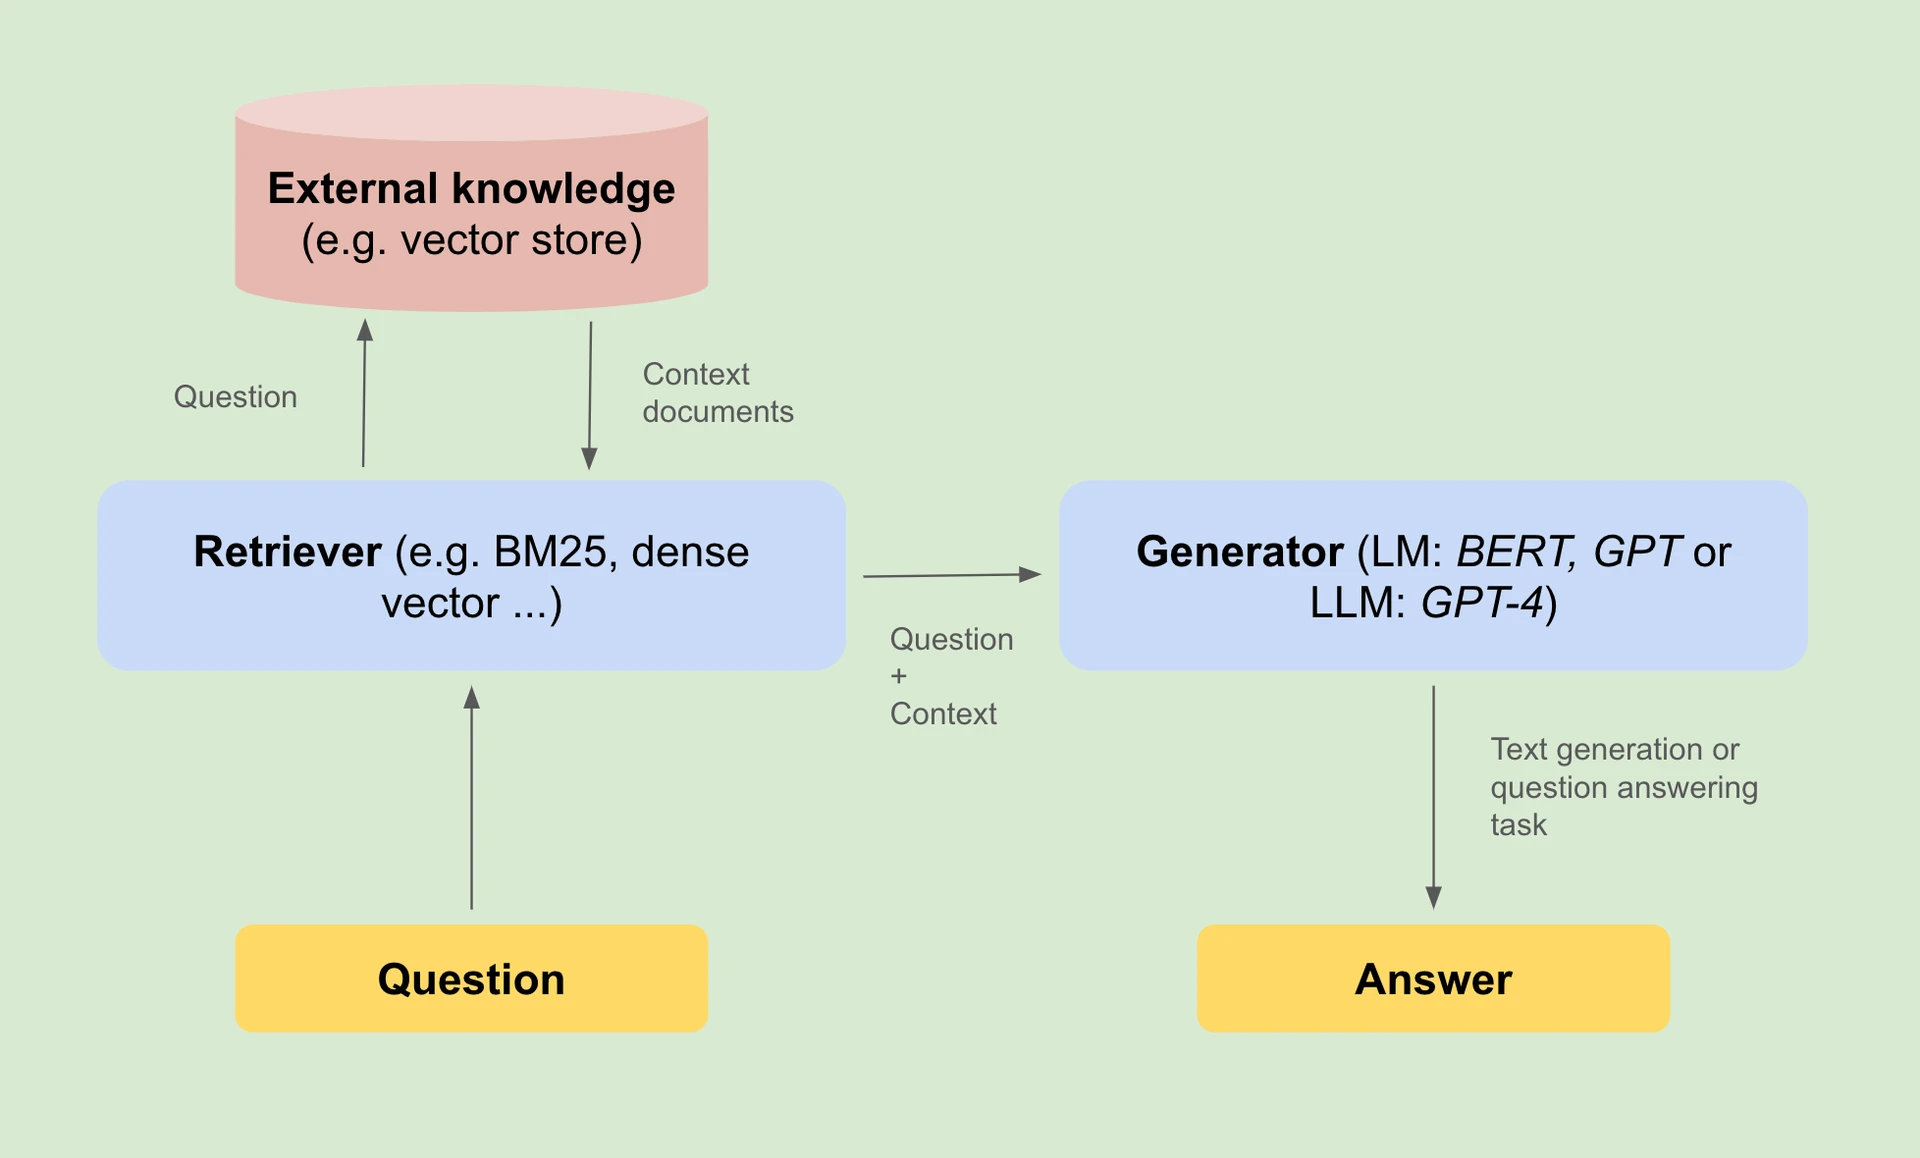 External knowledge
(e.g. vector store)
Question
Context
documents
Retriever (e.g. BM25, dense
vector ...)
Question
+
Context
Generator (LM: BERT, GPT or
LLM: GPT-4)
Text generation or
question answering
task
Question
Answer